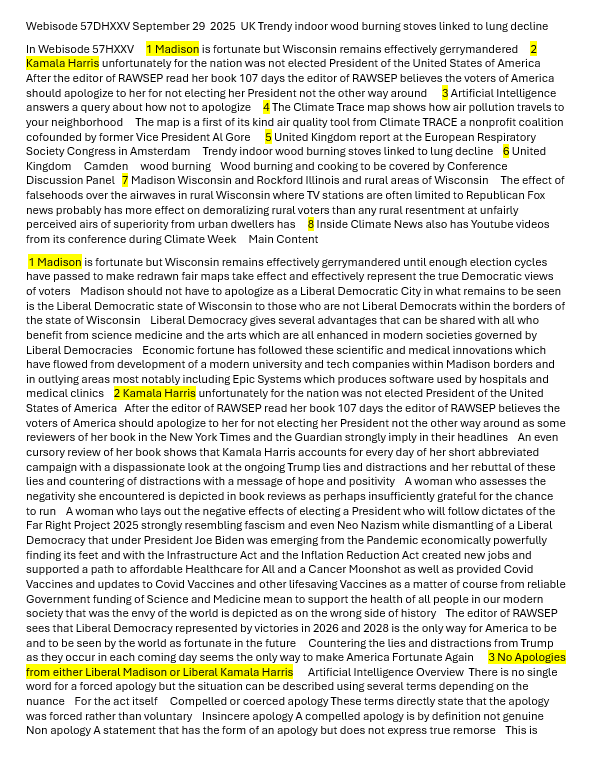 Webisode 57DHXXV September 29  2025  UK Trendy indoor wood burning stoves linked to lung decline
In Webisode 57HXXV    1 Madison is fortunate but Wisconsin remains effectively gerrymandered    2
Kamala Harris unfortunately for the nation was not elected President of the United States of America
After the editor of RAWSEP read her book 107 days the editor of RAWSEP believes the voters of America
should apologize to her for not electing her President not the other way around    3 Artificial Intelligence
answers a query about how not to apologize    4 The Climate Trace map shows how air pollution travels to
your neighborhood    The map is a first of its kind air quality tool from Climate TRACE a nonprofit coalition
cofounded by former Vice President Al Gore    5 United Kingdom report at the European Respiratory
Society Congress in Amsterdam    Trendy indoor wood burning stoves linked to lung decline    6 United
Kingdom    Camden    wood burning    Wood burning and cooking to be covered by Conference
Discussion Panel  7 Madison Wisconsin and Rockford Illinois and rural areas of Wisconsin    The effect of
falsehoods over the airwaves in rural Wisconsin where TV stations are often limited to Republican Fox
news probably has more effect on demoralizing rural voters than any rural resentment at unfairly
perceived airs of superiority from urban dwellers has    8 Inside Climate News also has Youtube videos
from its conference during Climate Week    Main Content
1 Madison is fortunate but Wisconsin remains effectively gerrymandered until enough election cycles
have passed to make redrawn fair maps take effect and effectively represent the true Democratic views
of voters    Madison should not have to apologize as a Liberal Democratic City in what remains to be seen
is the Liberal Democratic state of Wisconsin to those who are not Liberal Democrats within the borders of
the state of Wisconsin    Liberal Democracy gives several advantages that can be shared with all who
benefit from science medicine and the arts which are all enhanced in modern societies governed by
Liberal Democracies    Economic fortune has followed these scientific and medical innovations which
have flowed from development of a modern university and tech companies within Madison borders and
in outlying areas most notably including Epic Systems which produces software used by hospitals and
medical clinics    2 Kamala Harris unfortunately for the nation was not elected President of the United
States of America    After the editor of RAWSEP read her book 107 days the editor of RAWSEP believes the
voters of America should apologize to her for not electing her President not the other way around as some
reviewers of her book in the New York Times and the Guardian strongly imply in their headlines    An even
cursory review of her book shows that Kamala Harris accounts for every day of her short abbreviated
campaign with a dispassionate look at the ongoing Trump lies and distractions and her rebuttal of these
lies and countering of distractions with a message of hope and positivity    A woman who assesses the
negativity she encountered is depicted in book reviews as perhaps insufficiently grateful for the chance
to run    A woman who lays out the negative effects of electing a President who will follow dictates of the
Far Right Project 2025 strongly resembling fascism and even Neo Nazism while dismantling of a Liberal
Democracy that under President Joe Biden was emerging from the Pandemic economically powerfully
finding its feet and with the Infrastructure Act and the Inflation Reduction Act created new jobs and
supported a path to affordable Healthcare for All and a Cancer Moonshot as well as provided Covid
Vaccines and updates to Covid Vaccines and other lifesaving Vaccines as a matter of course from reliable
Government funding of Science and Medicine mean to support the health of all people in our modern
society that was the envy of the world is depicted as on the wrong side of history    The editor of RAWSEP
sees that Liberal Democracy represented by victories in 2026 and 2028 is the only way for America to be
and to be seen by the world as fortunate in the future    Countering the lies and distractions from Trump
as they occur in each coming day seems the only way to make America Fortunate Again    3 No Apologies
from either Liberal Madison or Liberal Kamala Harris    Artificial Intelligence Overview  There is no single
word for a forced apology but the situation can be described using several terms depending on the
nuance    For the act itself    Compelled or coerced apology These terms directly state that the apology
was forced rather than voluntary    Insincere apology A compelled apology is by definition not genuine
Non apology A statement that has the form of an apology but does not express true remorse    This is